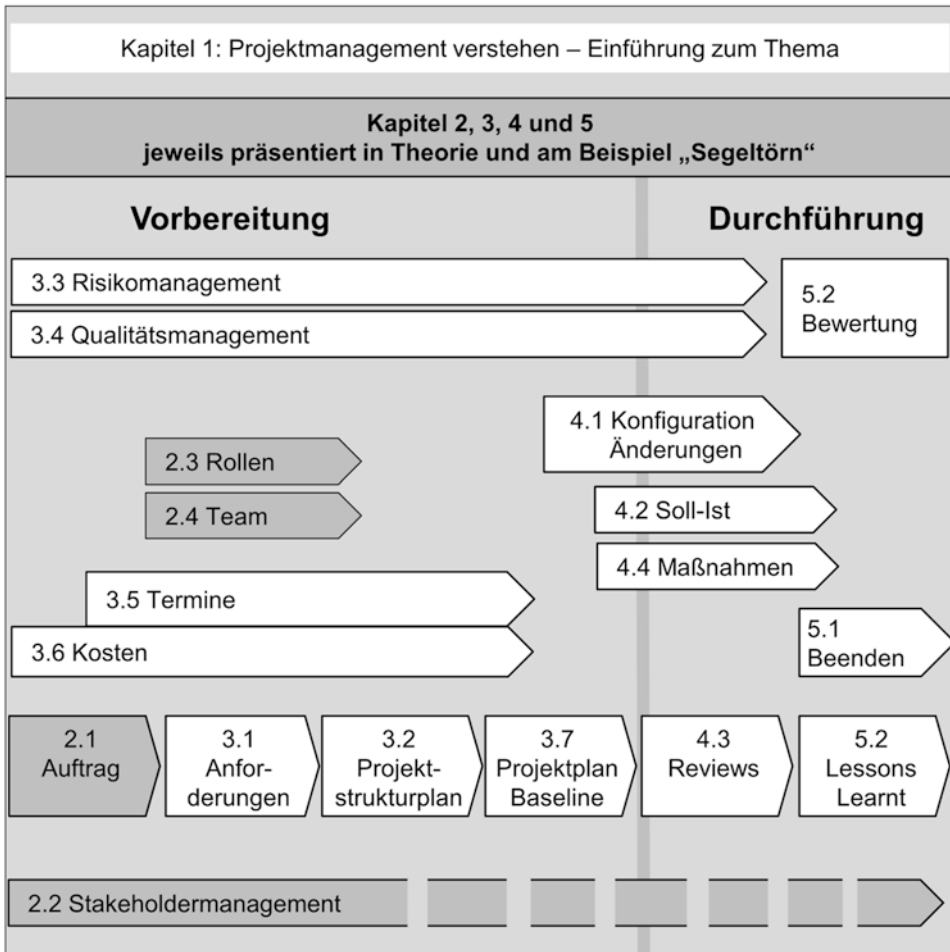 Kapitel 1: Projektmanagement verstehen – Einführung zum Thema
Kapitel 2, 3, 4 und 5
jeweils präsentiert in Theorie und am Beispiel „Segeltörn“
Vorbereitung
Durchführung
3.3 Risikomanagement
3.4 Qualitätsmanagement
5.2
Bewertung
4.1 Konfiguration
Änderungen
2.3 Rollen
2.4 Team
4.2 Soll-Ist
4.4 Maßnahmen
3.5 Termine
3.6 Kosten
5.1
Beenden
2.1
Auftrag
3.1
Anfor-
derungen
3.2
Projekt-
strukturplan
3.7
Projektplan
Baseline
4.3
Reviews
5.2
Lessons
Learnt
2.2 Stakeholdermanagement